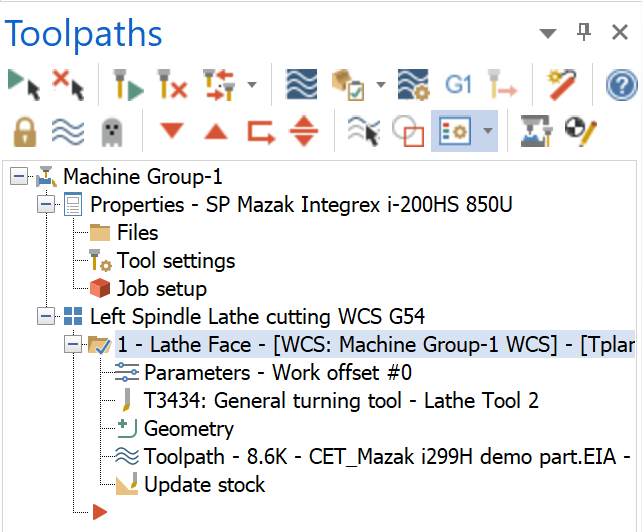 Toolpaths
G1
Machine Group-1
Properties - SP Mazak Integrex i-200HS 850U
Files
Tool settings
Job setup
Left Spindle Lathe cutting WCS G54
1 - Lathe Face - [WCS: Machine Group-1 WCS] - [Tplan
Parameters - Work offset #0
T3434: General turning tool - Lathe Tool 2
Geometry
Toolpath - 8.6K - CET_Mazak i299H demo part.EIA -
Update stock